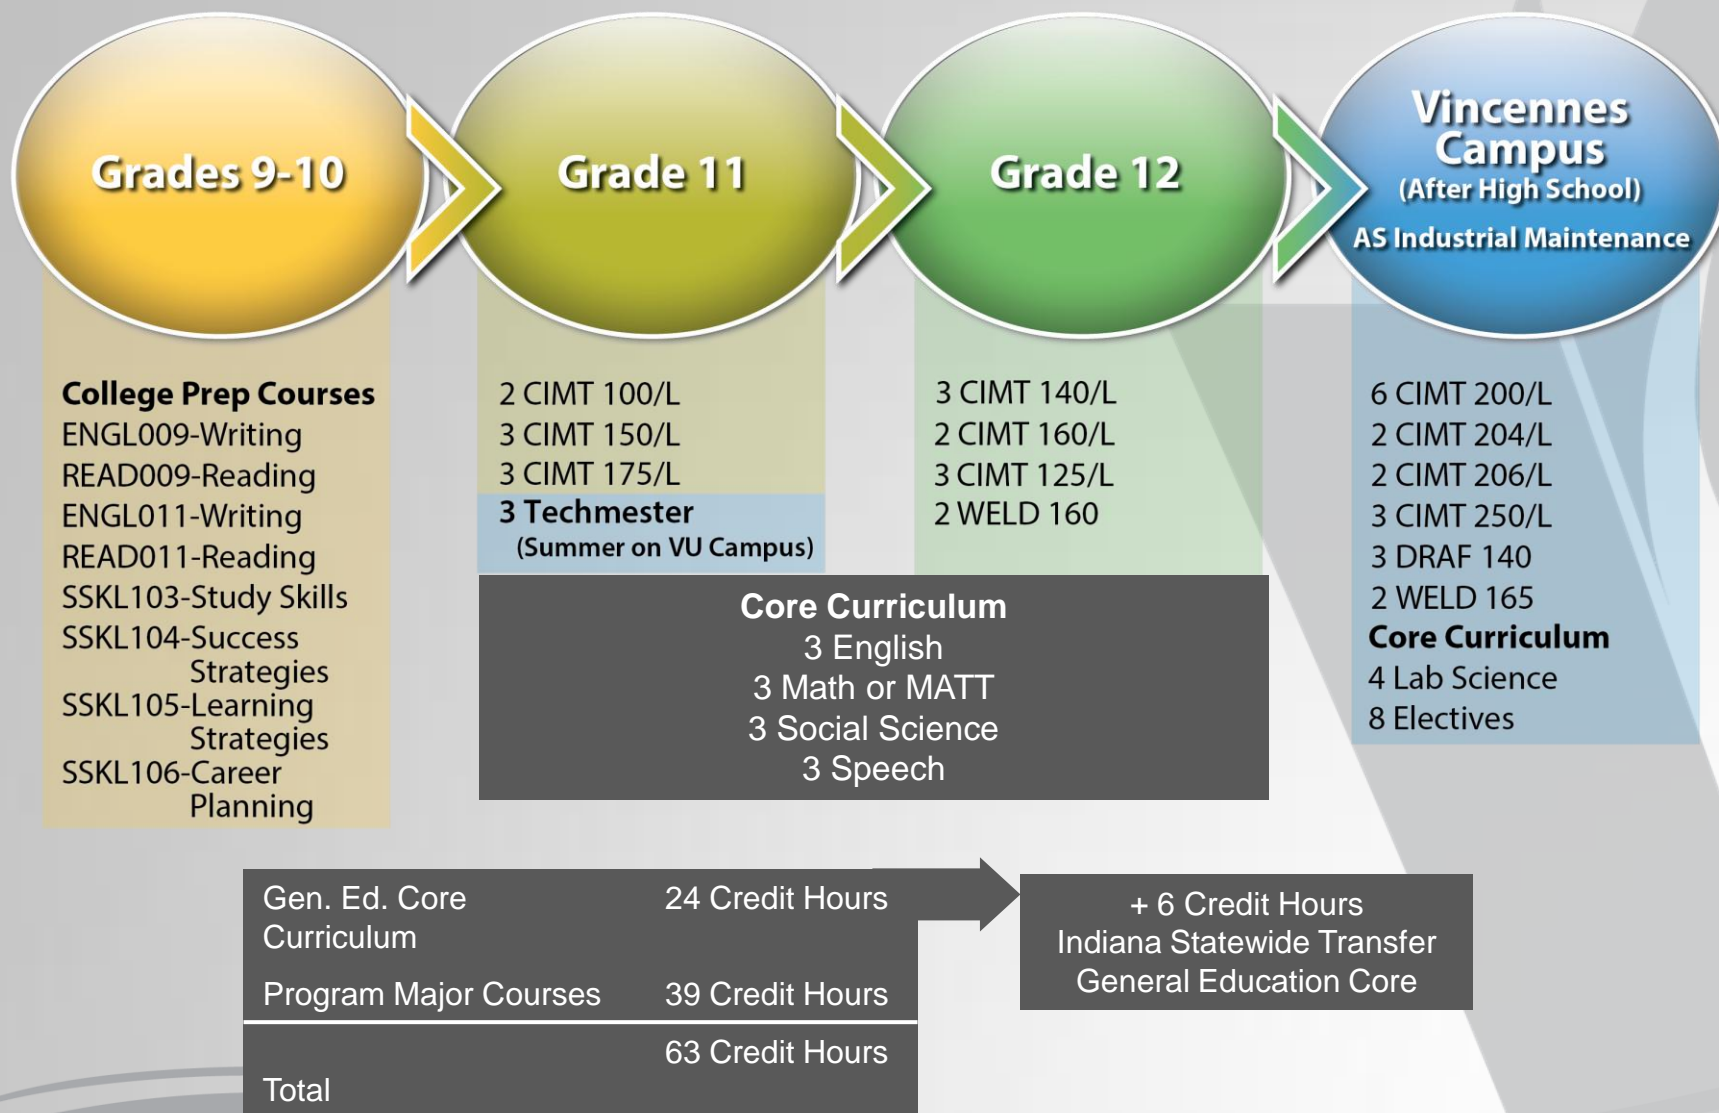 Grades 9-10
College Prep Courses
ENGL009-Writing
READ009-Reading
ENGL011-Writing
READ011-Reading
SSKL103-Study Skills
SSKL104-Success
Strategies
SSKL105-Learning
Strategies
SSKL106-Career
Planning
Grade 11
2 CIMT 100/L
3 CIMT 150/L
3 CIMT 175/L
3 Techmester
(Summer on VU Campus)
Grade 12
3 CIMT 140/L
2 CIMT 160/L
3 CIMT 125/L
2 WELD 160
Core Curriculum
3 English
3 Math or MATT
3 Social Science
3 Speech
Vincennes
Campus
(After High School)
AS Industrial Maintenance
6 CIMT 200/L
2 CIMT 204/L
2 CIMT 206/L
3 CIMT 250/L
3 DRAF 140
2 WELD 165
Core Curriculum
4 Lab Science
8 Electives
Gen. Ed. Core 24 Credit Hours
Curriculum
Program Major Courses 39 Credit Hours
63 Credit Hours
Total
+ 6 Credit Hours
Indiana Statewide Transfer
General Education Core